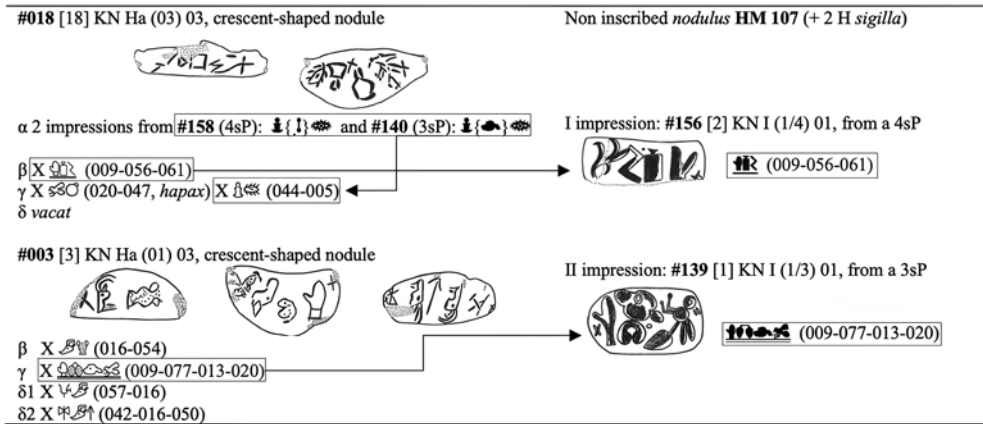 #018 [18] KN Ha (03) 03, crescent-shaped nodule
Non inscribed nodulus HM 107 (+ 2 H sigilla)
α 2 impressions from #158 (4sP): { } and #140 (3sP): { }
I impression: #156 [2] KN I (1/4) 01, from a 4sP
β X (009-056-061)
(009-056-061)
γ X (020-047, hapax) X (044-005)
δ vacat
#003 [3] KN Ha (01) 03, crescent-shaped nodule
II impression: #139 [1] KN I (1/3) 01, from a 3sP
β X (016-054)
(009-077-013-020)
γ X (009-077-013-020)
δ1 X (057-016)
δ2 X (042-016-050)